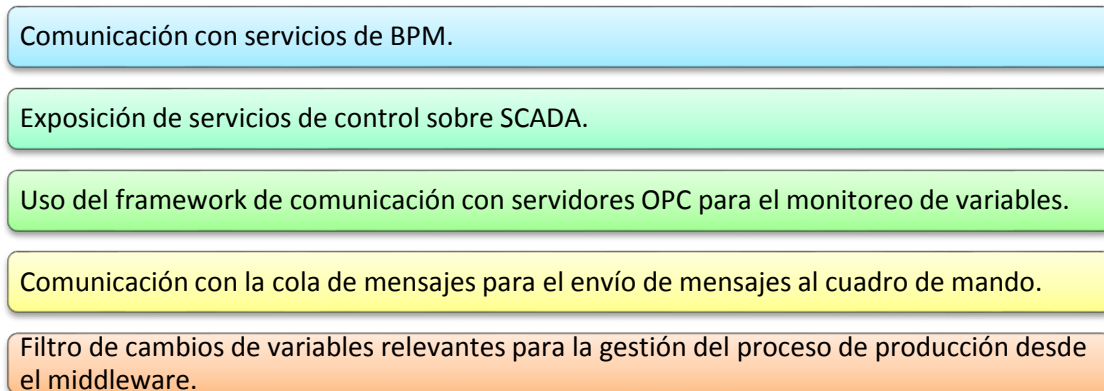 Comunicación con servicios de BPM.
Exposición de servicios de control sobre SCADA.
Uso del framework de comunicación con servidores OPC para el monitoreo de variables.
Comunicación con la cola de mensajes para el envío de mensajes al cuadro de mando.
Filtro de cambios de variables relevantes para la gestión del proceso de producción desde
el middleware.